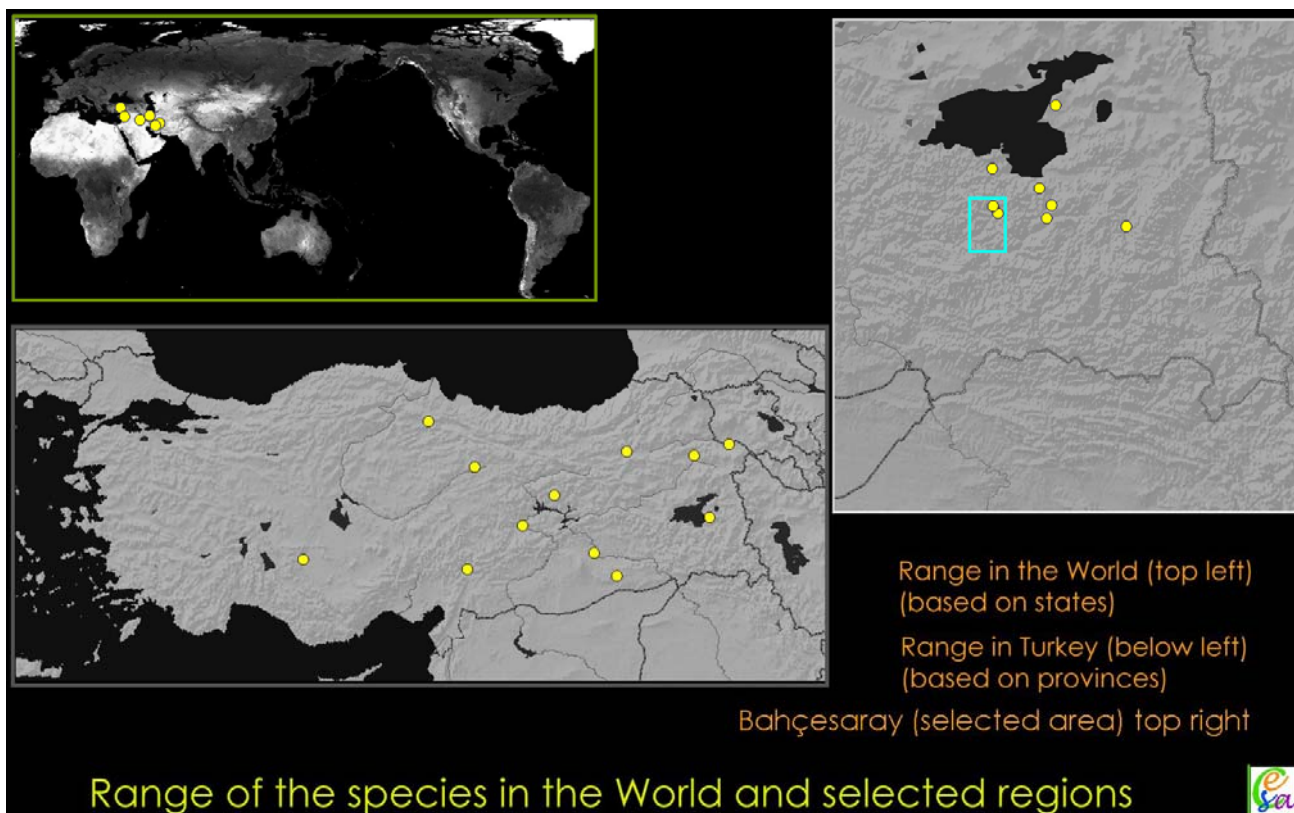 Range in the World (top left)
(based on states)
Range in Turkey (below left)
(based on provinces)
Bahçesaray (selected area) top right
Range of the species in the World and selected regions